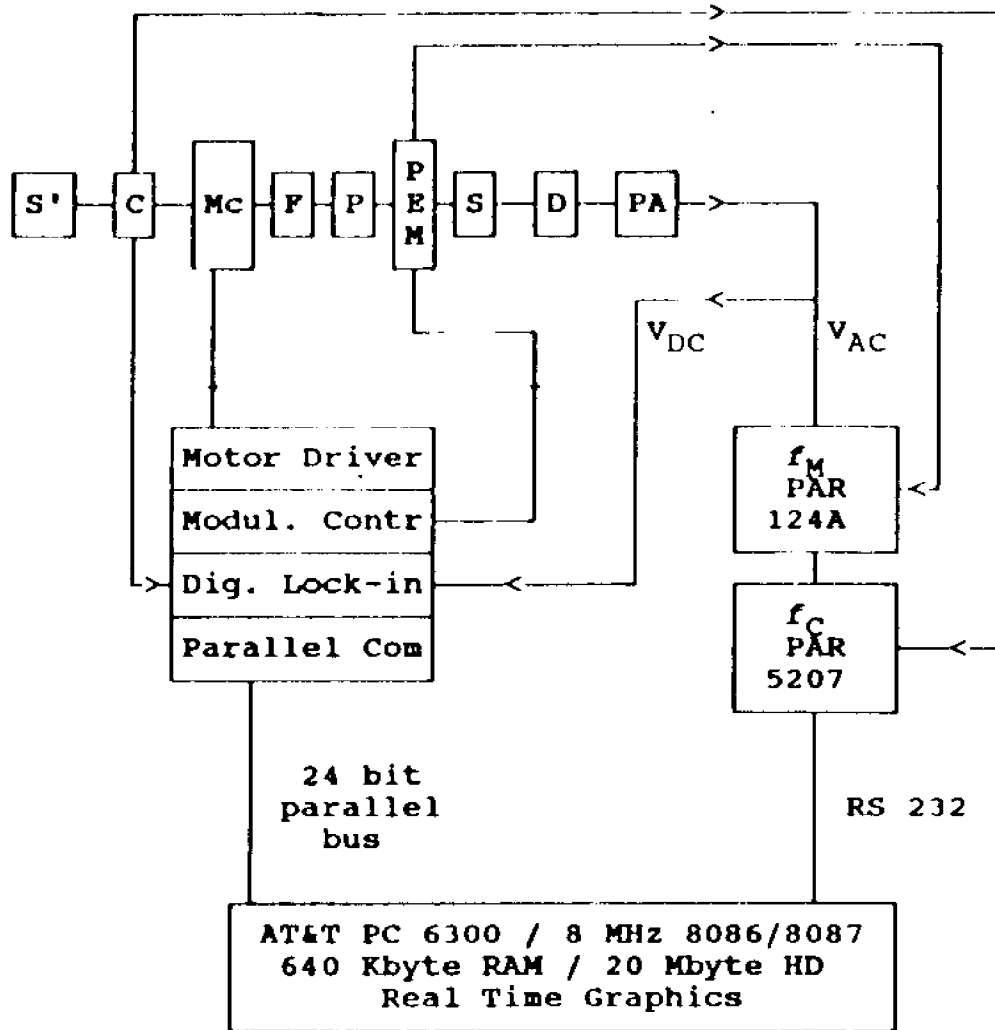 S'
C
Mc
F
P
PEM
S
D
PA
V_DC
V_AC
Motor Driver
Modul. Contr
Dig. Lock-in
Parallel Com
f_M
PAR
124A
f_C
PAR
5207
24 bit
parallel
bus
RS 232
AT&T PC 6300 / 8 MHz 8086/8087
640 Kbyte RAM / 20 Mbyte HD
Real Time Graphics